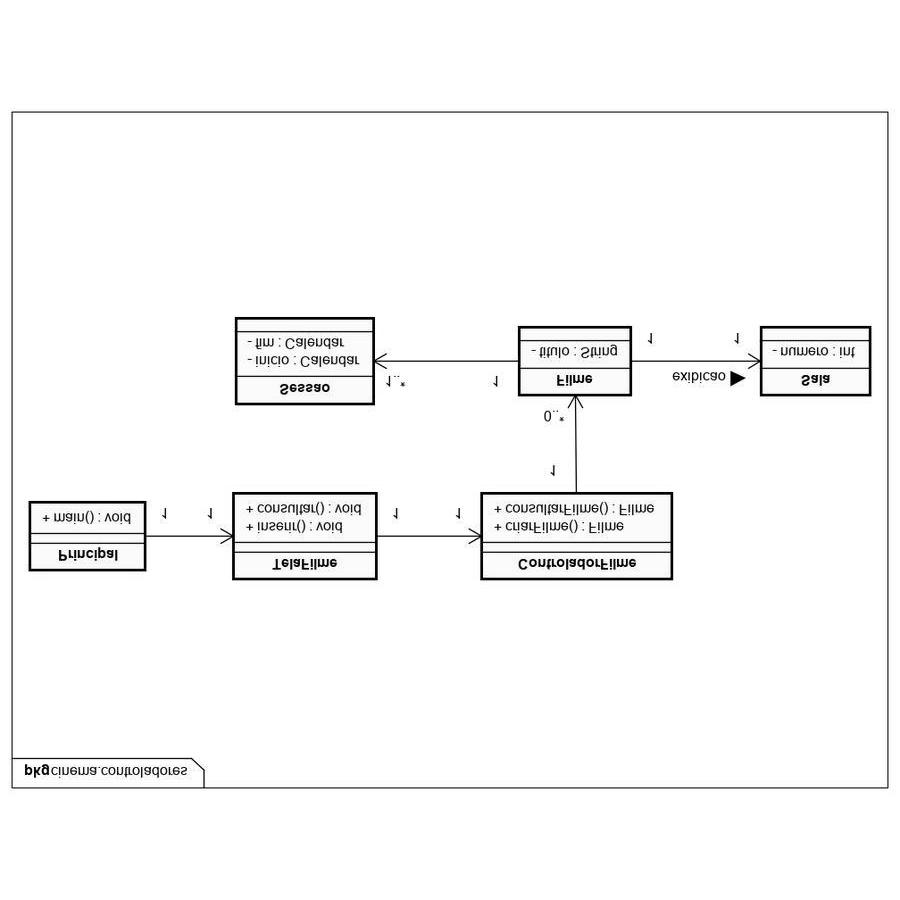 pkg cinema.controladores
Principal
+ main() : void
1
1
TelaFilme
+ inserir() : void
+ consultar() : void
1
1
ControladorFilme
+ criarFilme() : Filme
+ consultarFilme() : Filme
1
0..*
Sessao
- inicio : Calendar
- fim : Calendar
1..*
1
Filme
- titulo : String
exibicao
1
1
Sala
- numero : int